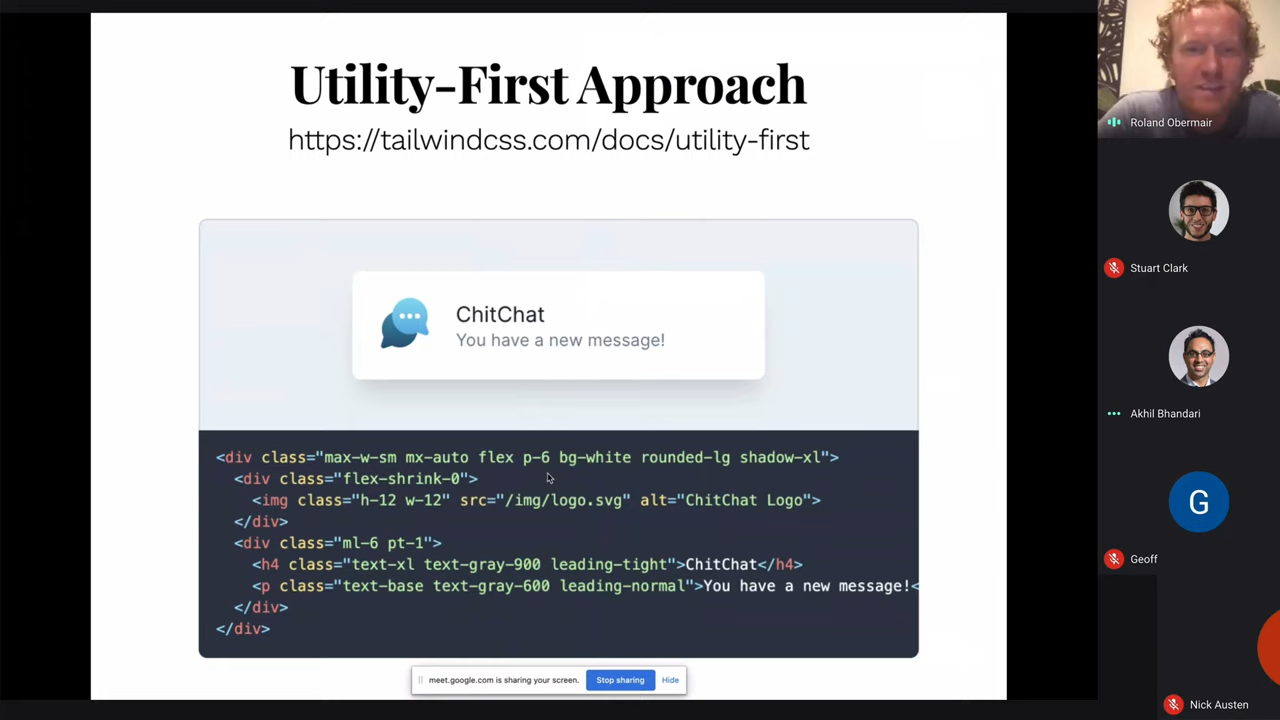 Utility-First Approach
https://tailwindcss.com/docs/utility-first
ChitChat
You have a new message!
<div class="max-w-sm mx-auto flex p-6 bg-white rounded-lg shadow-xl">
<div class="flex-shrink-0">
<img class="h-12 w-12" src="/img/logo.svg" alt="ChitChat Logo">
</div>
<div class="ml-6 pt-1">
<h4 class="text-xl text-gray-900 leading-tight">ChitChat</h4>
<p class="text-base text-gray-600 leading-normal">You have a new message!<
</div>
</div>
meet.google.com is sharing your screen. Stop sharing Hide
Roland Obermair
Stuart Clark
Akhil Bhandari
G
Geoff
Nick Austen